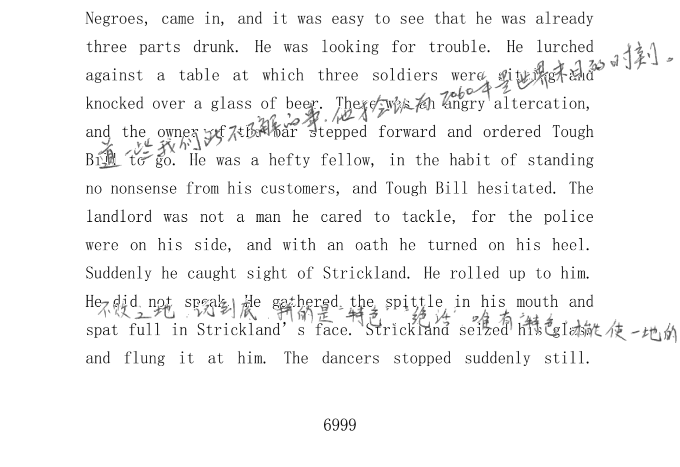 Negroes, came in, and it was easy to see that he was already
three parts drunk. He was looking for trouble. He lurched
against a table at which three soldiers were sitting and
knocked over a glass of beer. There was an angry altercation,
and the owner of the bar stepped forward and ordered Tough
Bill to go. He was a hefty fellow, in the habit of standing
no nonsense from his customers, and Tough Bill hesitated. The
landlord was not a man he cared to tackle, for the police
were on his side, and with an oath he turned on his heel.
Suddenly he caught sight of Strickland. He rolled up to him.
He did not speak. He gathered the spittle in his mouth and
spat full in Strickland’s face. Strickland seized his glass
and flung it at him. The dancers stopped suddenly still.
一些我们所不了解的事，他才会认为2060年是世界末日的时刻。
不败之地，说到底，拼的是“特色”“绝活”唯有“特色”才能使一地的
6999